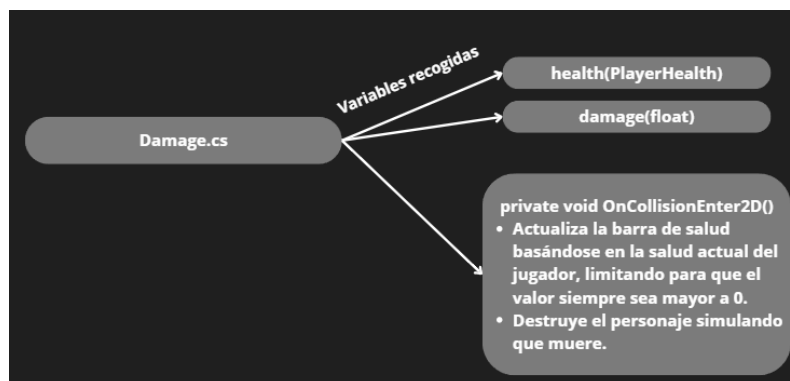 Variables recogidas
health(PlayerHealth)
damage(float)
Damage.cs
private void OnCollisionEnter2D()
• Actualiza la barra de salud
basándose en la salud actual del
jugador, limitando para que el
valor siempre sea mayor a 0.
• Destruye el personaje simulando
que muere.